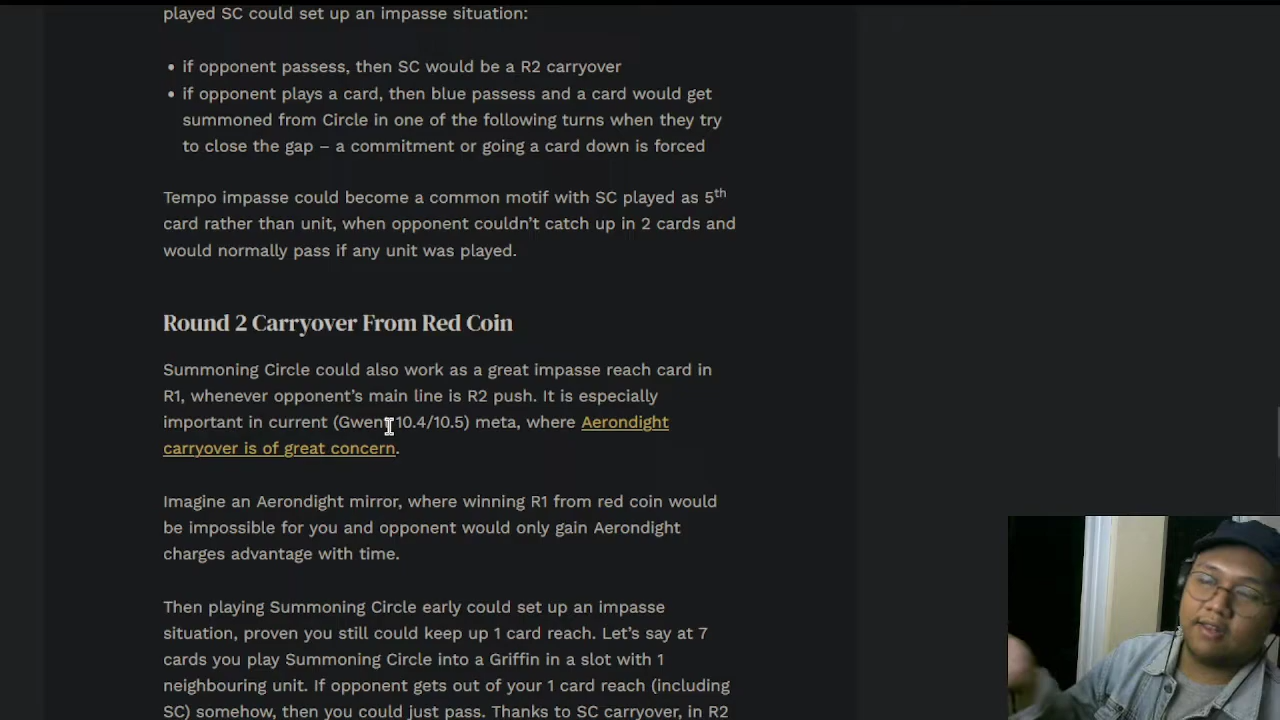 played SC could set up an impasse situation:
• if opponent passess, then SC would be a R2 carryover
• if opponent plays a card, then blue passess and a card would get
summoned from Circle in one of the following turns when they try
to close the gap – a commitment or going a card down is forced
Tempo impasse could become a common motif with SC played as 5th
card rather than unit, when opponent couldn't catch up in 2 cards and
would normally pass if any unit was played.
Round 2 Carryover From Red Coin
Summoning Circle could also work as a great impasse reach card in
R1, whenever opponent's main line is R2 push. It is especially
important in current (Gwent 10.4/10.5) meta, where Aerondight
carryover is of great concern.
Imagine an Aerondight mirror, where winning R1 from red coin would
be impossible for you and opponent would only gain Aerondight
charges advantage with time.
Then playing Summoning Circle early could set up an impasse
situation, proven you still could keep up 1 card reach. Let's say at 7
cards you play Summoning Circle into a Griffin in a slot with 1
neighbouring unit. If opponent gets out of your 1 card reach (including
SC) somehow, then you could just pass. Thanks to SC carryover, in R2